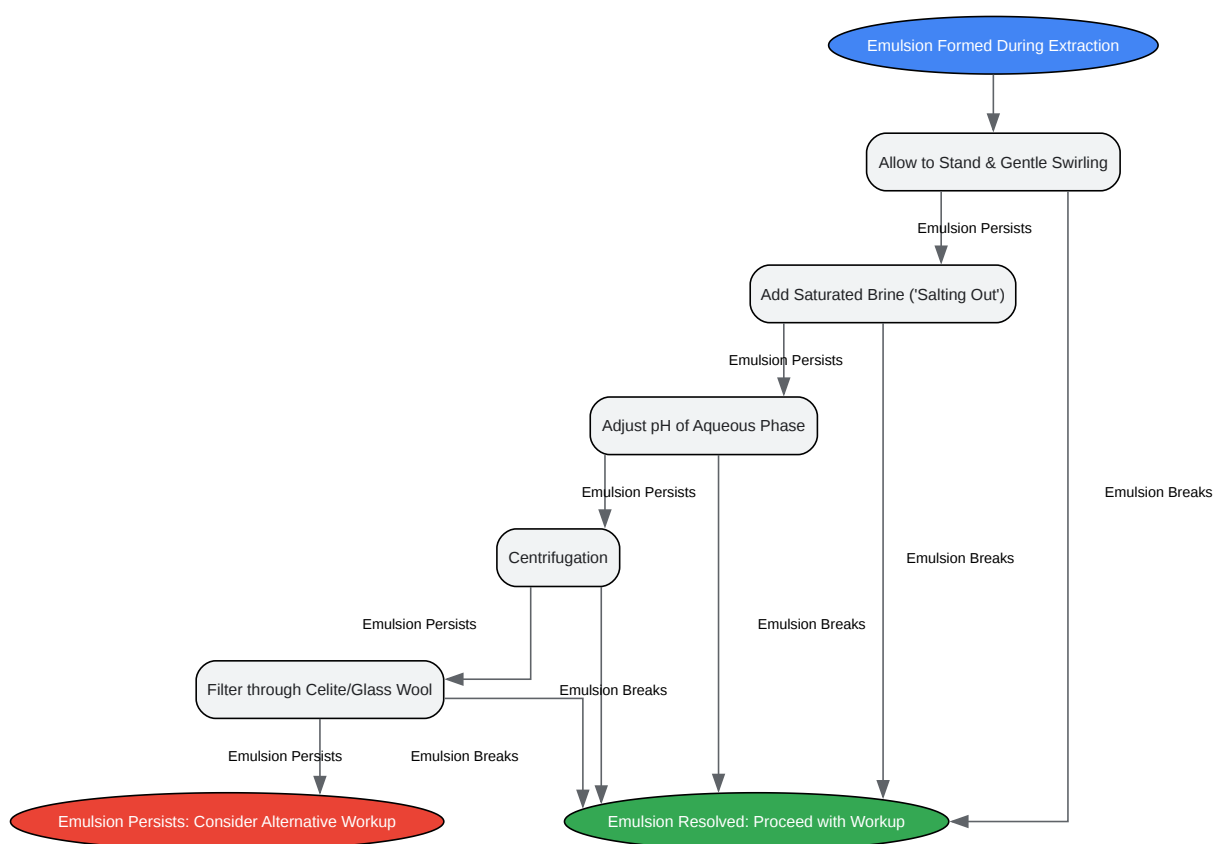 Emulsion Formed During Extraction
Allow to Stand & Gentle Swirling
Emulsion Persists
Add Saturated Brine ('Salting Out')
Emulsion Persists
Adjust pH of Aqueous Phase
Emulsion Persists
Emulsion Breaks
Centrifugation
Emulsion Breaks
Emulsion Persists
Emulsion Breaks
Filter through Celite/Glass Wool
Emulsion Breaks
Emulsion Persists
Emulsion Breaks
Emulsion Persists: Consider Alternative Workup
Emulsion Resolved: Proceed with Workup